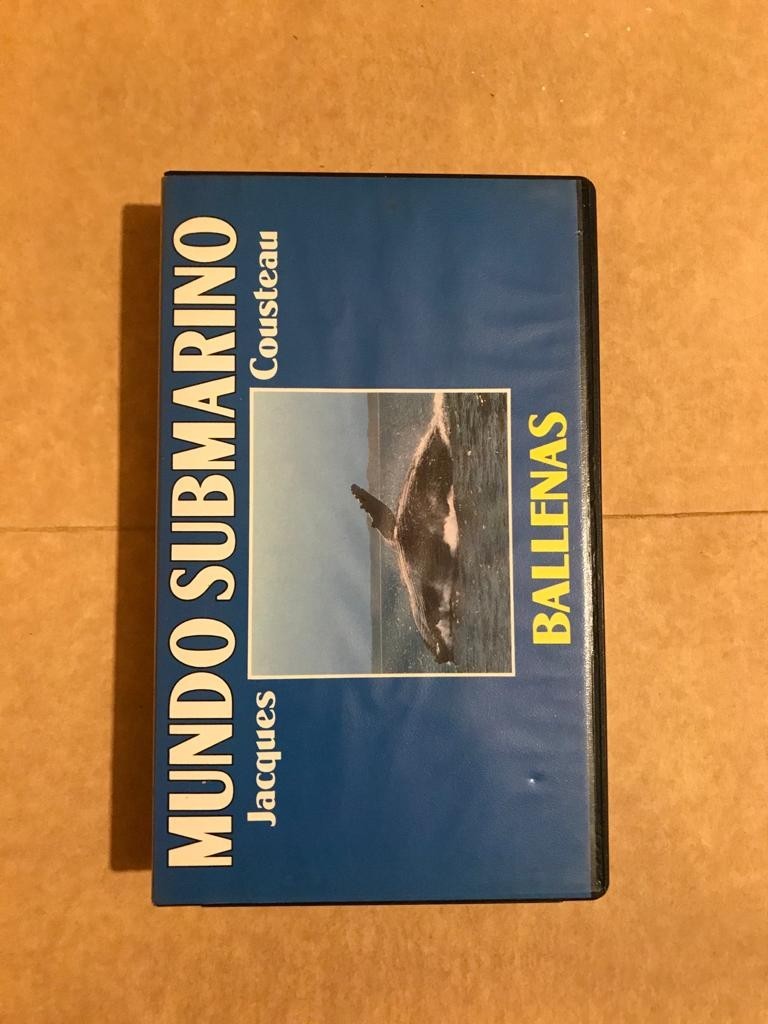 MUNDO SUBMARINO
Jacques Cousteau
BALLENAS